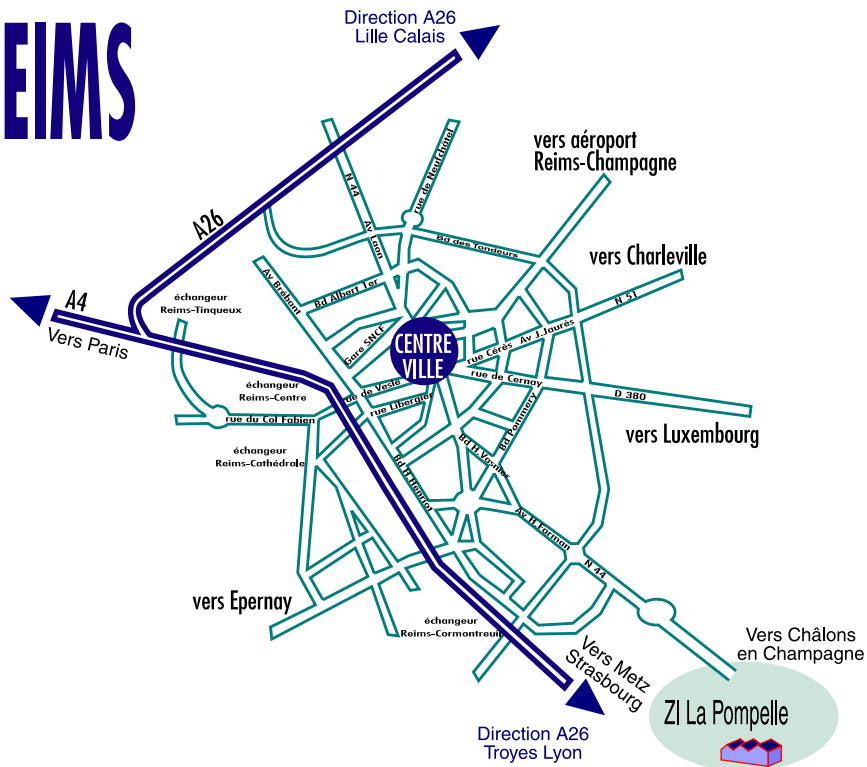 EIMS
Direction A26
Lille Calais
vers aéroport
Reims-Champagne
N 44
rue de Neufchâtel
A26
Av Laon
Bd des Tondeurs
vers Charleville
Av Brébant
Bd Albert 1er
N 51
A4
échangeur
Reims-Tinqueux
Vers Paris
Gare SNCF
CENTRE
VILLE
rue Cérès
Av J.Jaurès
rue de Cernay
échangeur
Reims-Centre
rue de Vesle
D 380
rue Libergier
rue du Col Fabien
Bd Pommery
vers Luxembourg
Bd H.Vasnier
échangeur
Reims-Cathédrale
Bd H.Henriot
Av H.Farman
N 44
vers Epernay
échangeur
Reims-Cormontreuil
Vers Metz
Strasbourg
Vers Châlons
en Champagne
ZI La Pompelle
Direction A26
Troyes Lyon